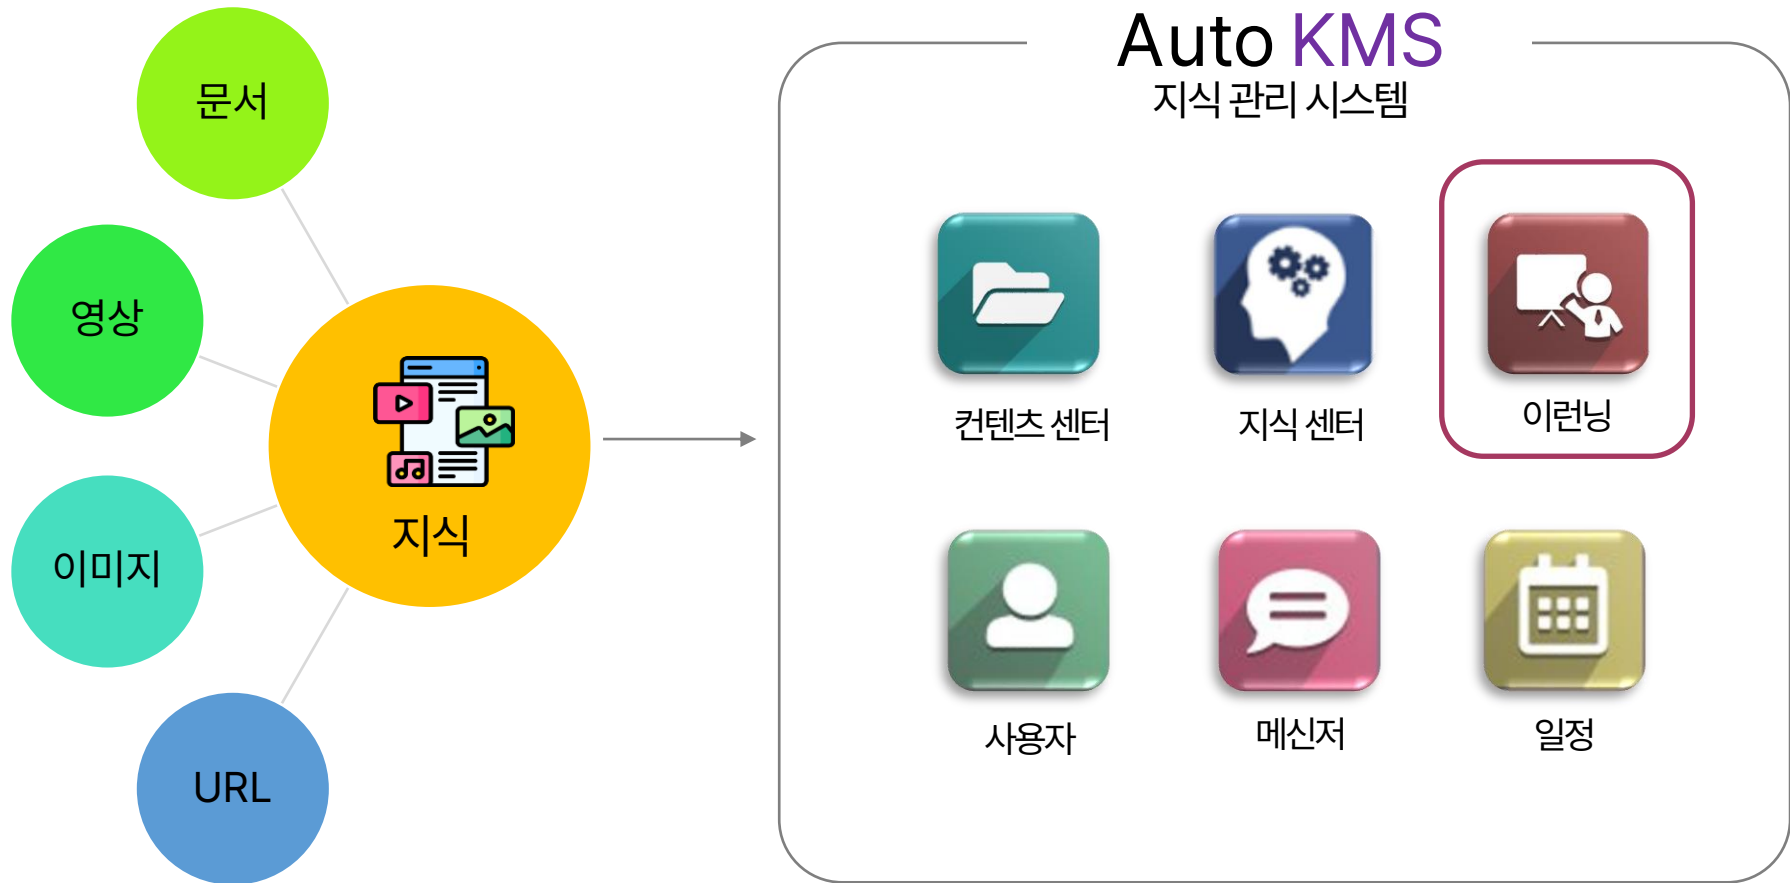 문서
영상
이미지
URL
지식
Auto KMS
지식 관리 시스템
컨텐츠 센터
지식 센터
이런닝
사용자
메신저
일정